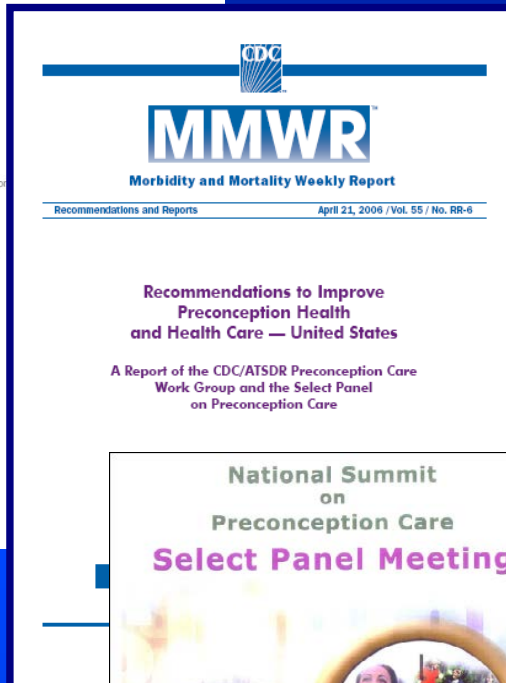 CDC
MMWR
Morbidity and Mortality Weekly Report
Recommendations and Reports April 21, 2006 / Vol. 55 / No. RR-6
Recommendations to Improve
Preconception Health
and Health Care — United States
A Report of the CDC/ATSDR Preconception Care
Work Group and the Select Panel
on Preconception Care
National Summit
on
Preconception Care
Select Panel Meeting